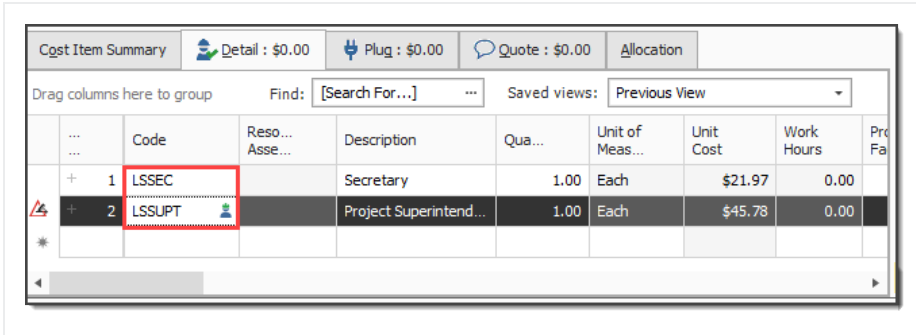 Cost Item Summary
Detail : $0.00
Plug : $0.00
Quote : $0.00
Allocation
Drag columns here to group
Find:
[Search For...]
...
Saved views:
Previous View
...
...
Code
Reso...
Asse...
Description
Qua...
Unit of
Meas...
Unit
Cost
Work
Hours
Pro
Fa
1 LSSEC Secretary 1.00 Each $21.97 0.00
2 LSSUPT Project Superintend... 1.00 Each $45.78 0.00